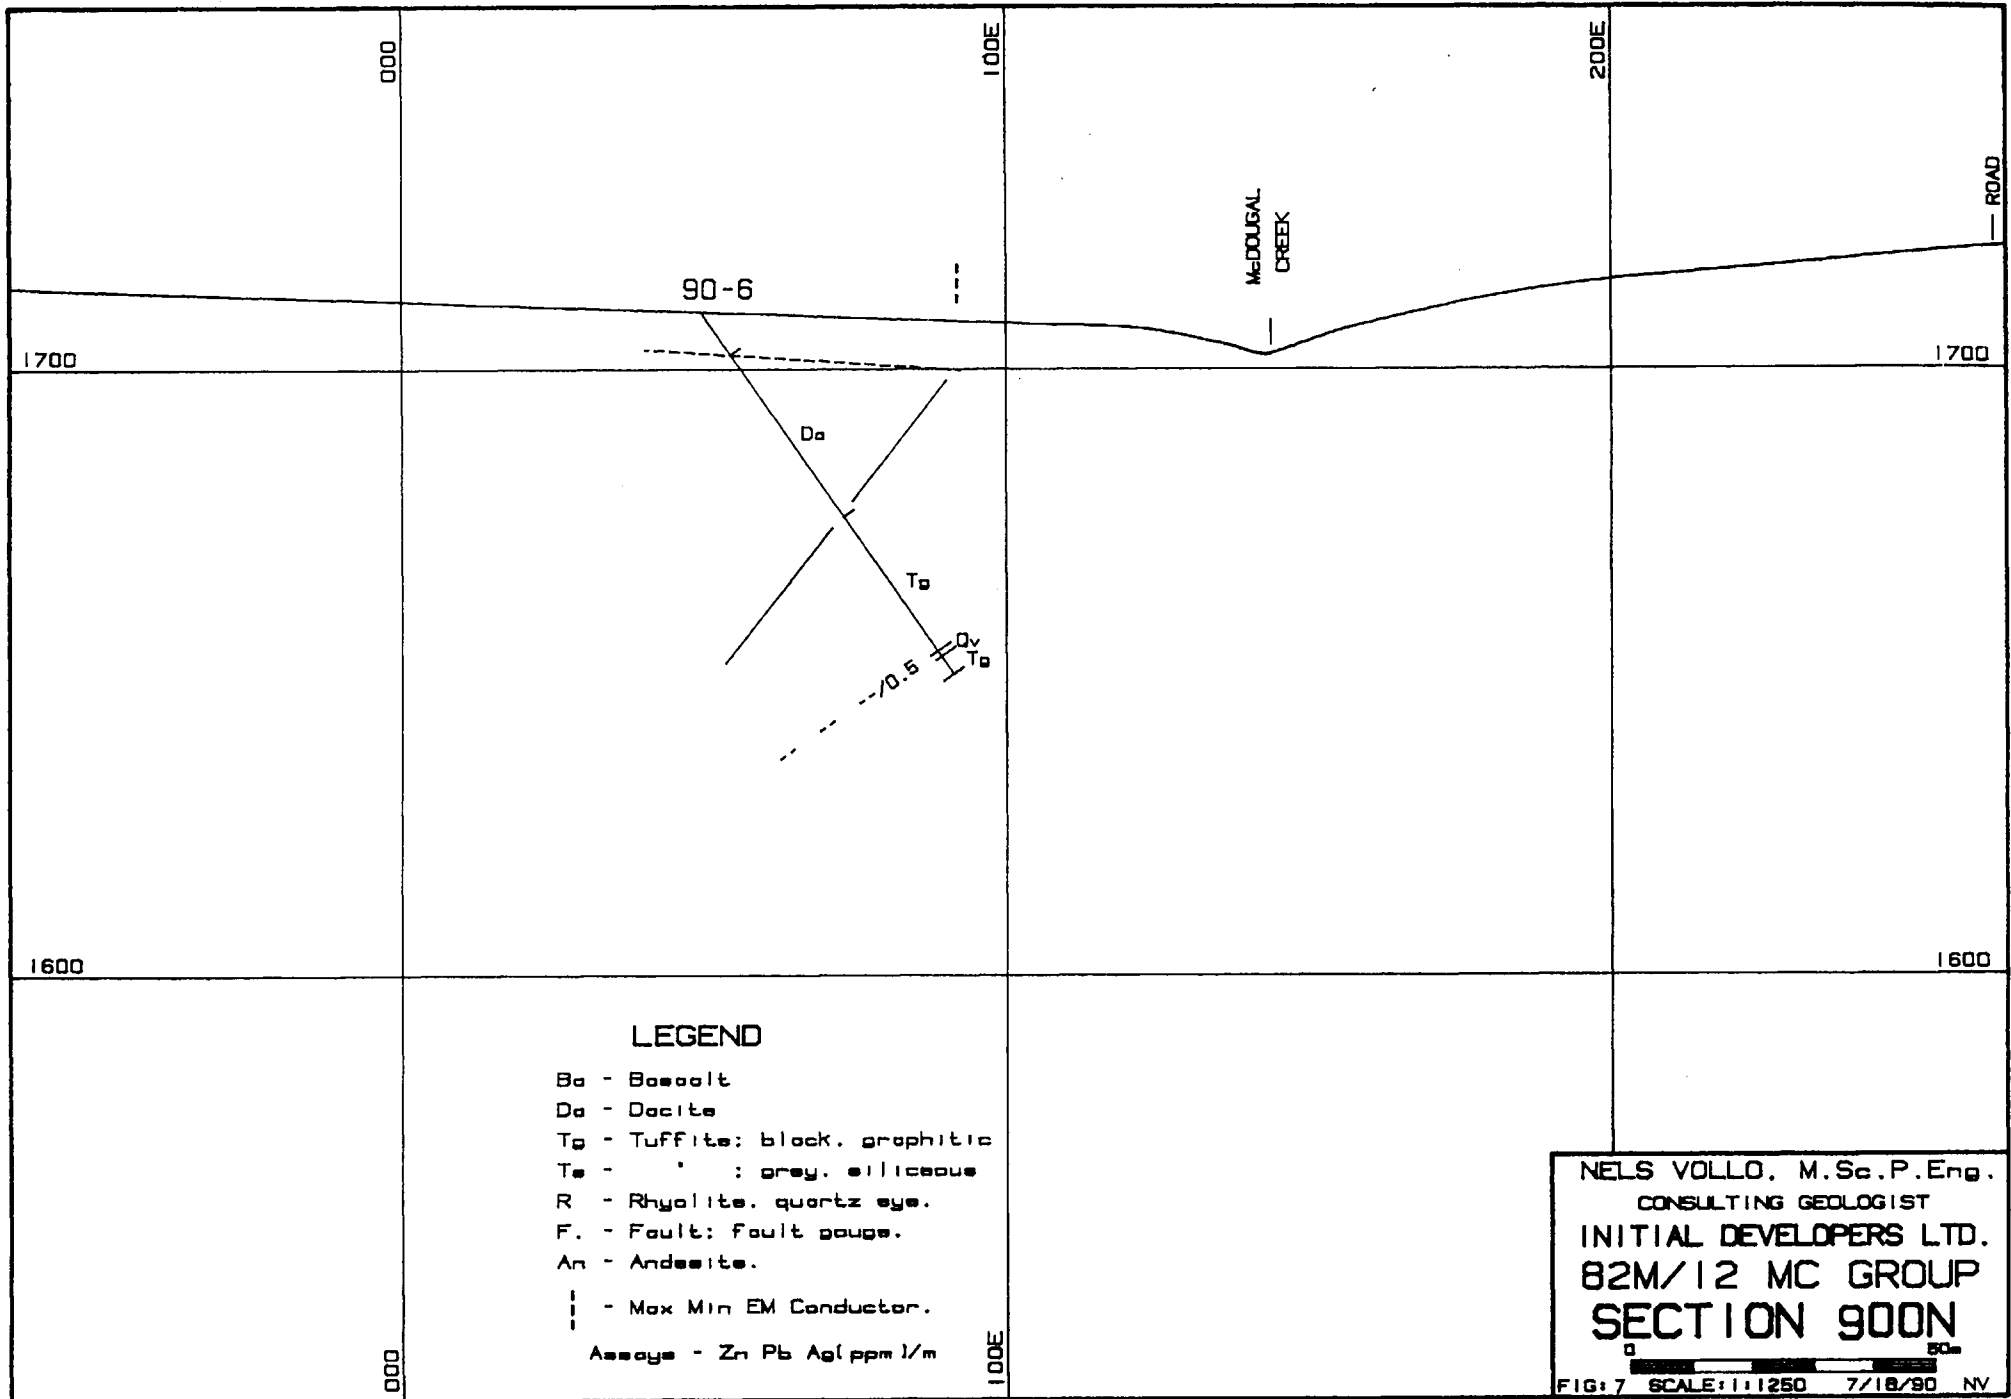 000
100E
200E
ROAD
McDOUGAL
CREEK
90-6
1700
1700
Da
Tg
Qv
Tg
--/0.5
1600
1600
LEGEND
Ba - Basaalt
Da - Dacite
Tg - Tuffite: black, graphitic
Ts - " : grey, siliceous
R - Rhyolite, quartz eye.
F. - Fault: fault gouge.
An - Andesite.
- Max Min EM Conductor.
Assays - Zn Pb Ag(ppm)/m
000
100E
NELS VOLLO, M.Sc.P.Eng.
CONSULTING GEOLOGIST
INITIAL DEVELOPERS LTD.
82M/12 MC GROUP
SECTION 900N
0 50m
FIG: 7 SCALE: 1:1250 7/18/90 NV